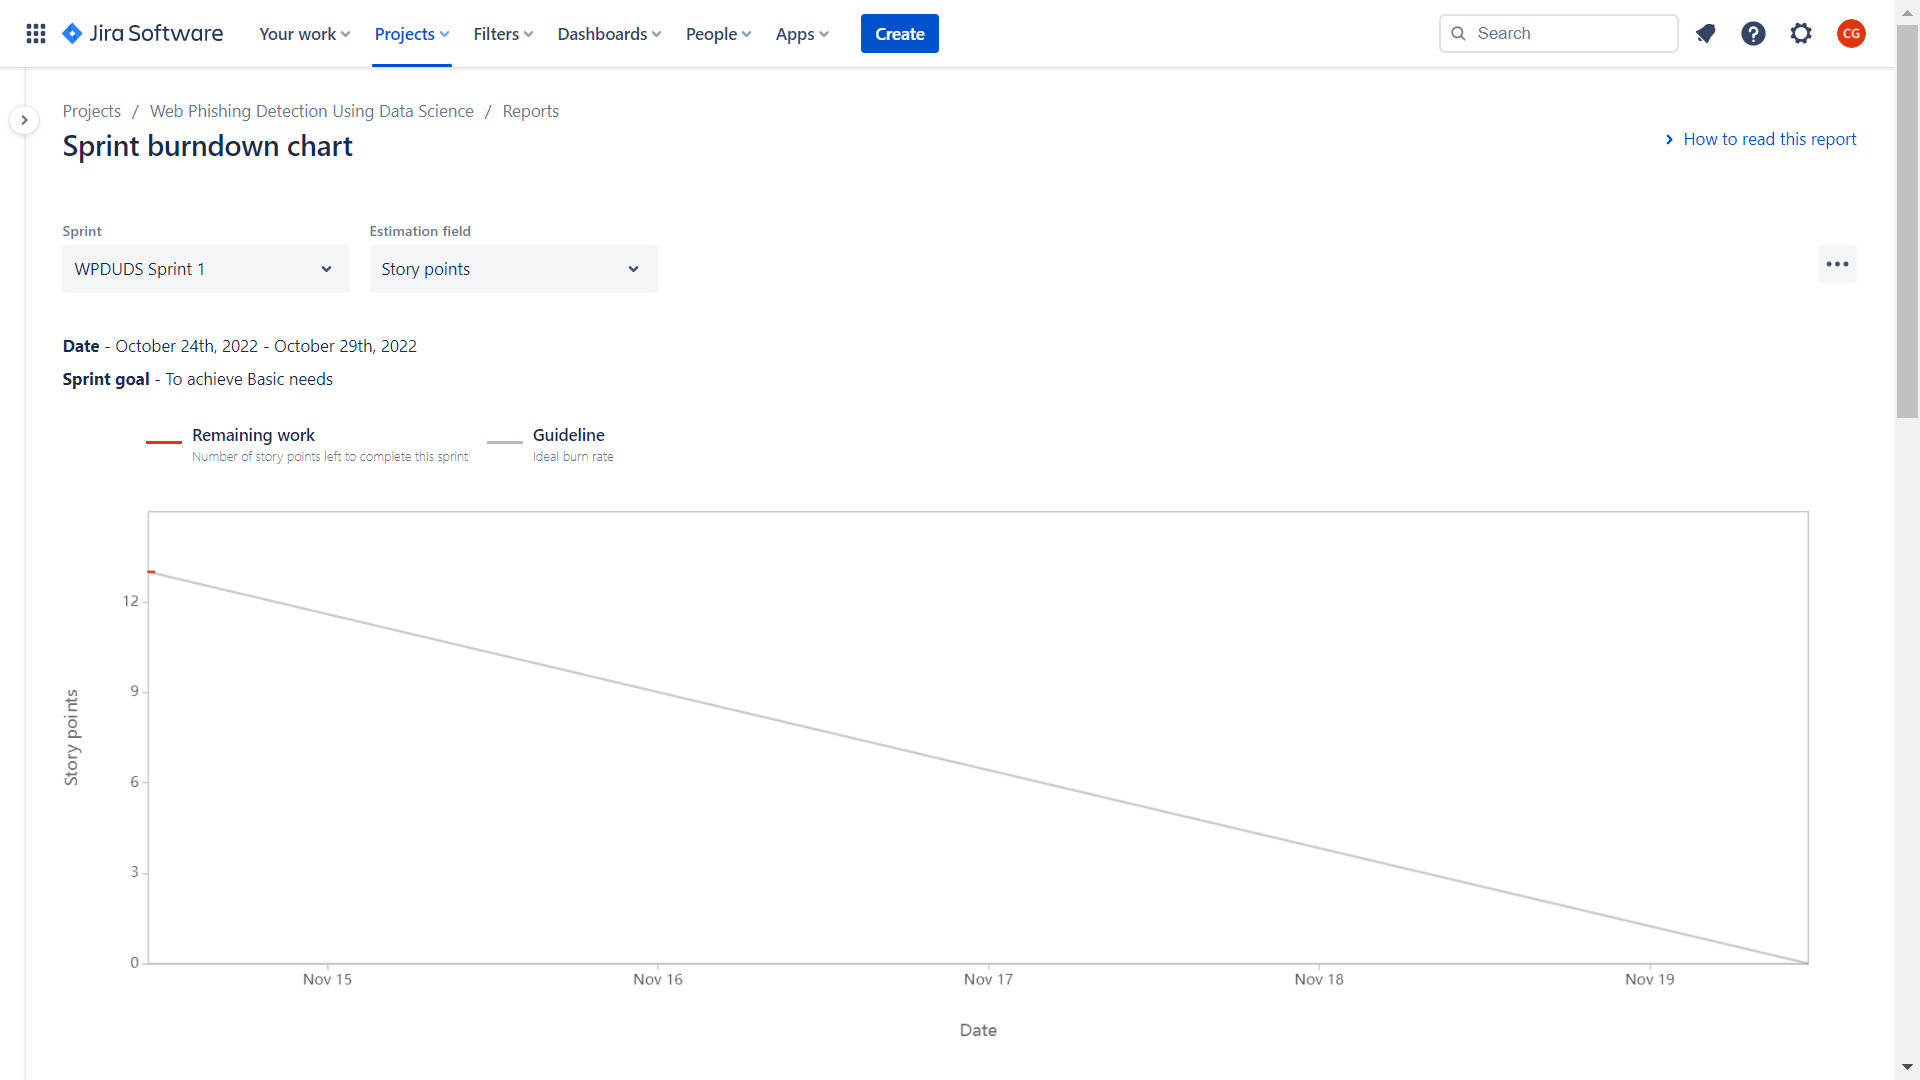 Jira Software Your work Projects Filters Dashboards People Apps Create Search CG
Projects / Web Phishing Detection Using Data Science / Reports
Sprint burndown chart
How to read this report
Sprint Estimation field
WPDUDS Sprint 1 Story points
Date - October 24th, 2022 - October 29th, 2022
Sprint goal - To achieve Basic needs
Remaining work Guideline
Number of story points left to complete this sprint Ideal burn rate
12
9
Story points
6
3
0
Nov 15 Nov 16 Nov 17 Nov 18 Nov 19
Date